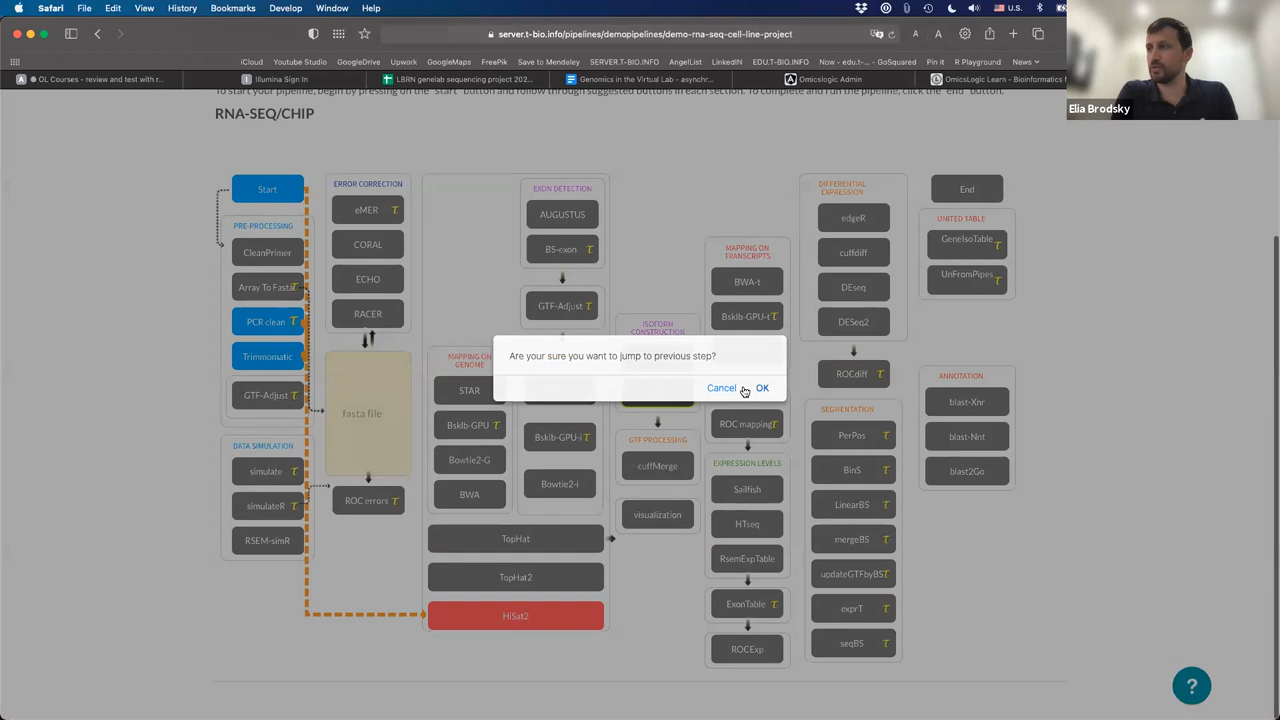 Safari File Edit View History Bookmarks Develop Window Help U.S.
server.t-bio.info/pipelines/demopipelines/demo-rna-seq-cell-line-project
iCloud Youtube Studio GoogleDrive Upwork GoogleMaps FreePik Save to Mendeley SERVER.T-BIO.INFO AngelList LinkedIN EDU.T-BIO.INFO Now - edu.t-... - GoSquared Pin it R Playground News
OL Courses - review and test with r... Illumina Sign In LBRN genelab sequencing project 202... Genomics in the Virtual Lab - asynchr... Omicslogic Admin OmicsLogic Learn - Bioinformatics f
Elia Brodsky
To start your pipeline, begin by pressing on the "start" button and follow through suggested buttons in each section. To complete and run the pipeline, click the "end" button.
RNA-SEQ/CHIP
Start
PRE-PROCESSING
CleanPrimer
Array To Fasta τ
PCR clean τ
Trimmomatic
GTF-Adjust τ
DATA SIMULATION
simulate τ
simulateR τ
RSEM-simR
ERROR CORRECTION
eMER τ
CORAL
ECHO
RACER
fasta file
ROC errors τ
EXON DETECTION
AUGUSTUS
BS-exon τ
GTF-Adjust τ
MAPPING ON
GENOME
STAR
Bsklb-GPU τ
Bowtie2-G
BWA
Bsklb-GPU-i τ
Bowtie2-i
TopHat
TopHat2
HiSat2
ISOFORM
CONSTRUCTION
GTF PROCESSING
cuffMerge
visualization
MAPPING ON
TRANSCRIPTS
BWA-t
Bsklb-GPU-t τ
ROC mapping τ
EXPRESSION LEVELS
Sailfish
HTseq
RsemExpTable
ExonTable τ
ROCExp
DIFFERENTIAL
EXPRESSION
edgeR
cuffdiff
DEseq
DESeq2
ROCdiff τ
SEGMENTATION
PerPos τ
BinS τ
LinearBS τ
mergeBS τ
updateGTFbyBS τ
exprT τ
seqBS τ
End
UNITED TABLE
GeneIsoTable τ
UnFromPipes τ
ANNOTATION
blast-Xnr
blast-Nnt
blast2Go
Are your sure you want to jump to previous step?
Cancel OK
?